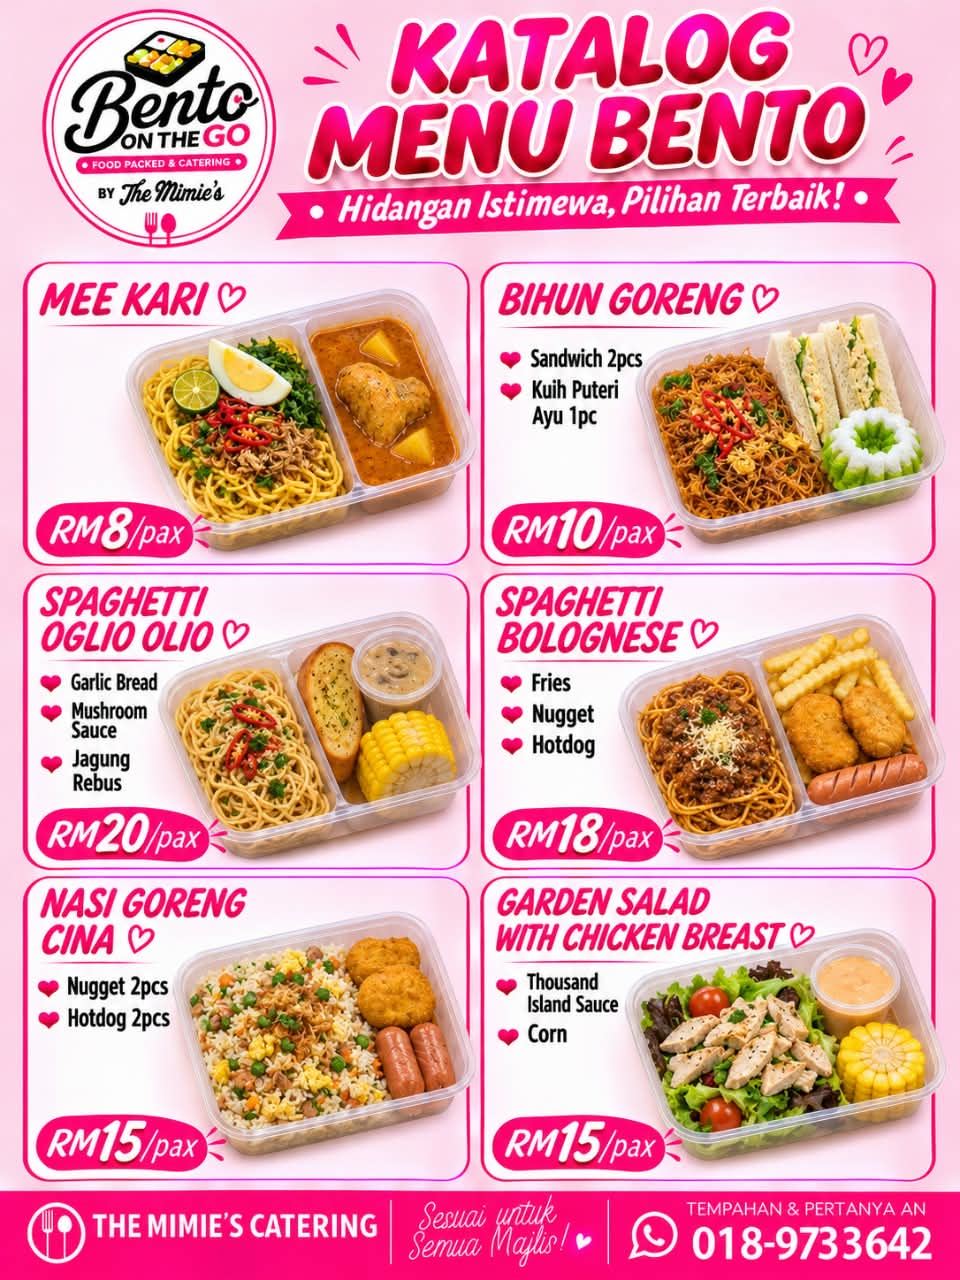 Bento
ON THE GO
• FOOD PACKED & CATERING •
BY The Mimie's
KATALOG
MENU BENTO
• Hidangan Istimewa, Pilihan Terbaik! •
MEE KARI
RM8/pax
BIHUN GORENG
Sandwich 2pcs
Kuih Puteri
Ayu 1pc
RM10/pax
SPAGHETTI
OGLIO OLIO
Garlic Bread
Mushroom
Sauce
Jagung
Rebus
RM20/pax
SPAGHETTI
BOLOGNESE
Fries
Nugget
Hotdog
RM18/pax
NASI GORENG
CINA
Nugget 2pcs
Hotdog 2pcs
RM15/pax
GARDEN SALAD
WITH CHICKEN BREAST
Thousand
Island Sauce
Corn
RM15/pax
THE MIMIE'S CATERING
Sesuai untuk
Semua Majlis!
TEMPAHAN & PERTANYA AN
018-9733642